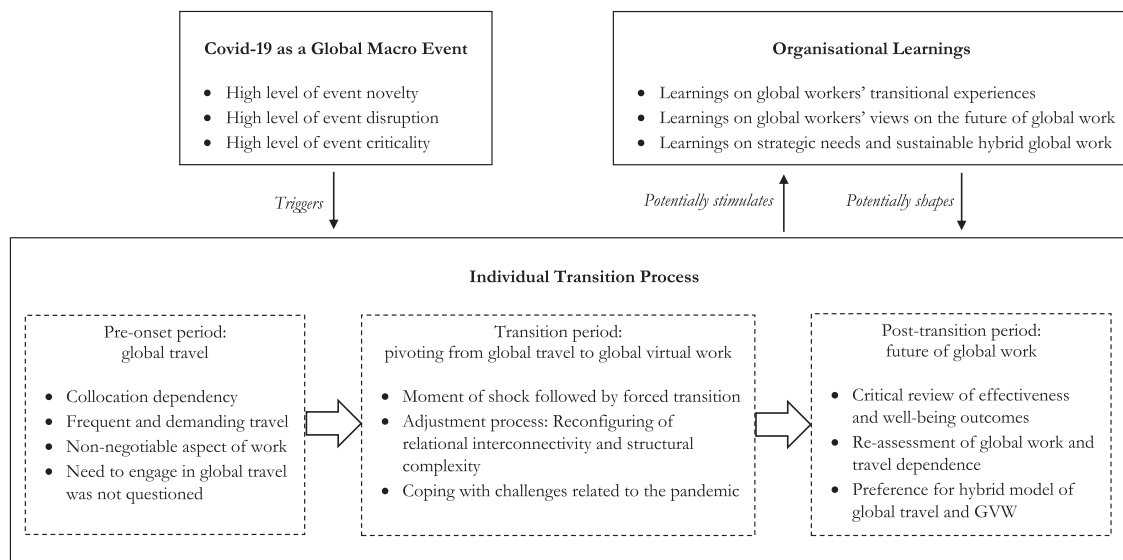 Covid-19 as a Global Macro Event
• High level of event novelty
• High level of event disruption
• High level of event criticality
Organisational Learnings
• Learnings on global workers' transitional experiences
• Learnings on global workers' views on the future of global work
• Learnings on strategic needs and sustainable hybrid global work
Triggers
Potentially stimulates
Potentially shapes
Individual Transition Process
Pre-onset period:
global travel
• Collocation dependency
• Frequent and demanding travel
• Non-negotiable aspect of work
• Need to engage in global travel
was not questioned
Transition period:
pivoting from global travel to global virtual work
• Moment of shock followed by forced transition
• Adjustment process: Reconfiguring of
relational interconnectivity and structural
complexity
• Coping with challenges related to the pandemic
Post-transition period:
future of global work
• Critical review of effectiveness
and well-being outcomes
• Re-assessment of global work and
travel dependence
• Preference for hybrid model of
global travel and GVW